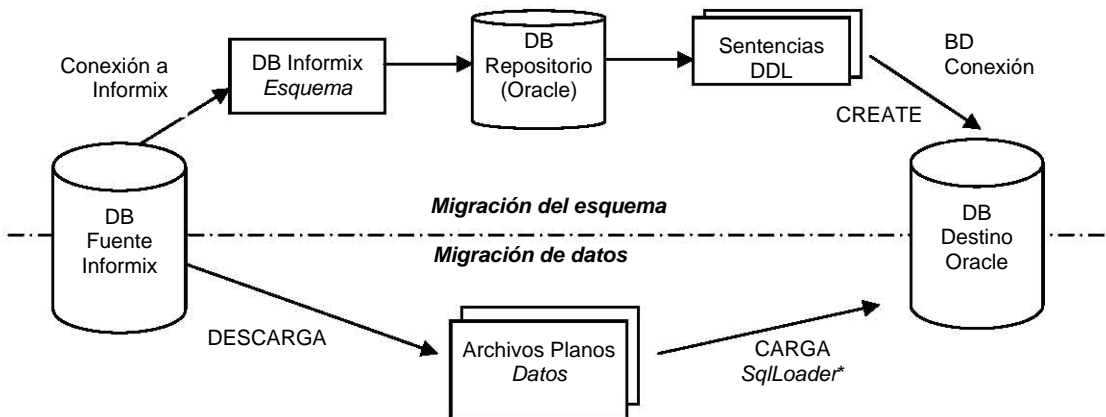 Conexión a
Informix
DB Informix
Esquema
DB
Repositorio
(Oracle)
Sentencias
DDL
BD
Conexión
CREATE
DB
Fuente
Informix
Migración del esquema
Migración de datos
DB
Destino
Oracle
DESCARGA
Archivos Planos
Datos
CARGA
SqlLoader*